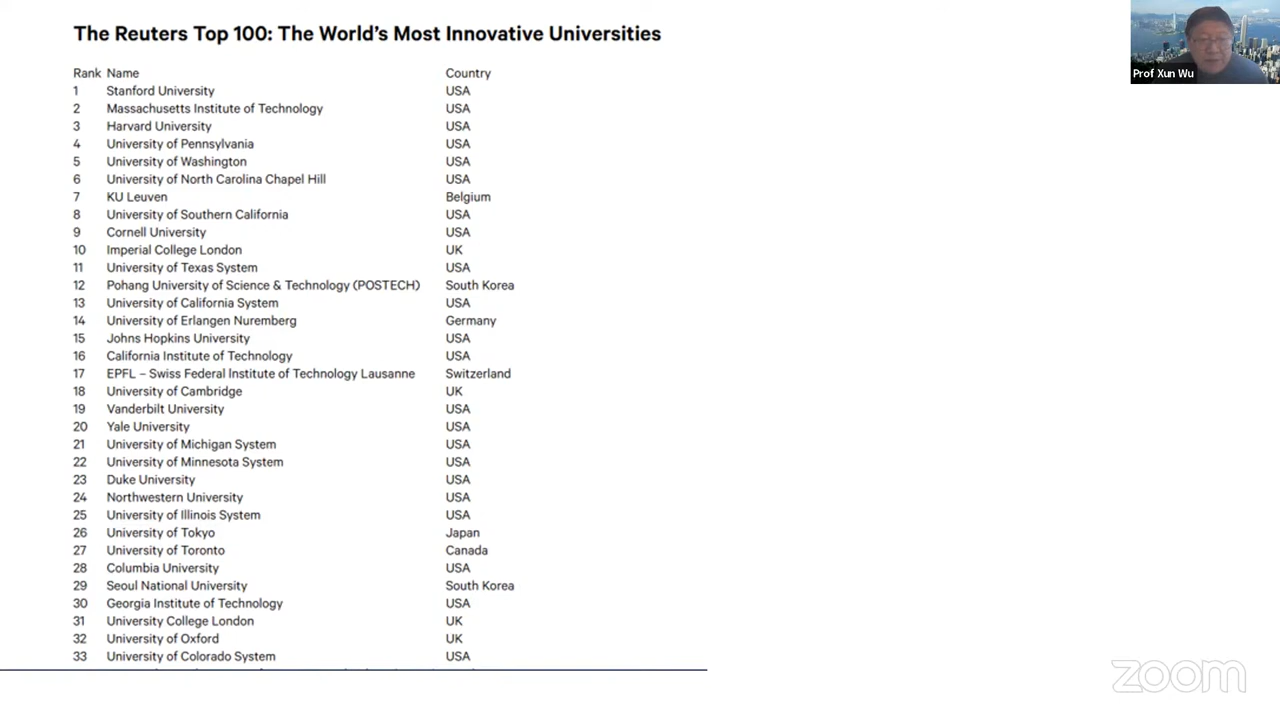 The Reuters Top 100: The World's Most Innovative Universities
Rank Name Country
1 Stanford University USA
2 Massachusetts Institute of Technology USA
3 Harvard University USA
4 University of Pennsylvania USA
5 University of Washington USA
6 University of North Carolina Chapel Hill USA
7 KU Leuven Belgium
8 University of Southern California USA
9 Cornell University USA
10 Imperial College London UK
11 University of Texas System USA
12 Pohang University of Science & Technology (POSTECH) South Korea
13 University of California System USA
14 University of Erlangen Nuremberg Germany
15 Johns Hopkins University USA
16 California Institute of Technology USA
17 EPFL – Swiss Federal Institute of Technology Lausanne Switzerland
18 University of Cambridge UK
19 Vanderbilt University USA
20 Yale University USA
21 University of Michigan System USA
22 University of Minnesota System USA
23 Duke University USA
24 Northwestern University USA
25 University of Illinois System USA
26 University of Tokyo Japan
27 University of Toronto Canada
28 Columbia University USA
29 Seoul National University South Korea
30 Georgia Institute of Technology USA
31 University College London UK
32 University of Oxford UK
33 University of Colorado System USA
Prof Xun Wu
zoom